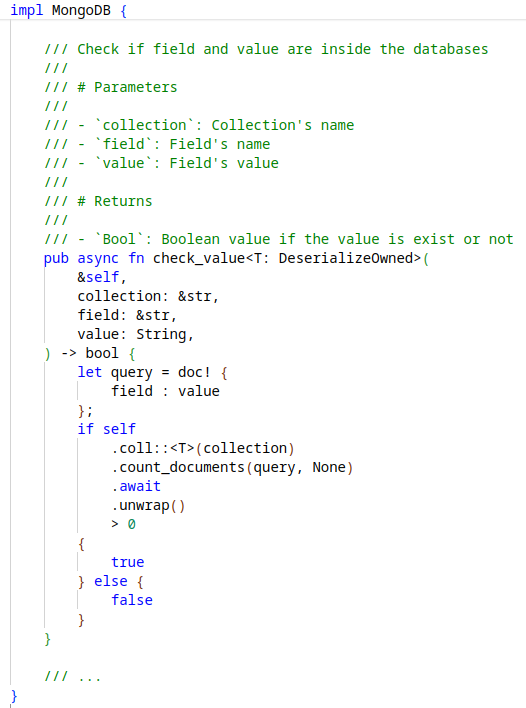 impl MongoDB {
/// Check if field and value are inside the databases
///
/// # Parameters
///
/// - `collection`: Collection's name
/// - `field`: Field's name
/// - `value`: Field's value
///
/// # Returns
///
/// - `Bool`: Boolean value if the value is exist or not
pub async fn check_value<T: DeserializeOwned>(
&self,
collection: &str,
field: &str,
value: String,
) -> bool {
let query = doc! {
field : value
};
if self
.coll::<T>(collection)
.count_documents(query, None)
.await
.unwrap()
> 0
{
true
} else {
false
}
}
/// ...
}